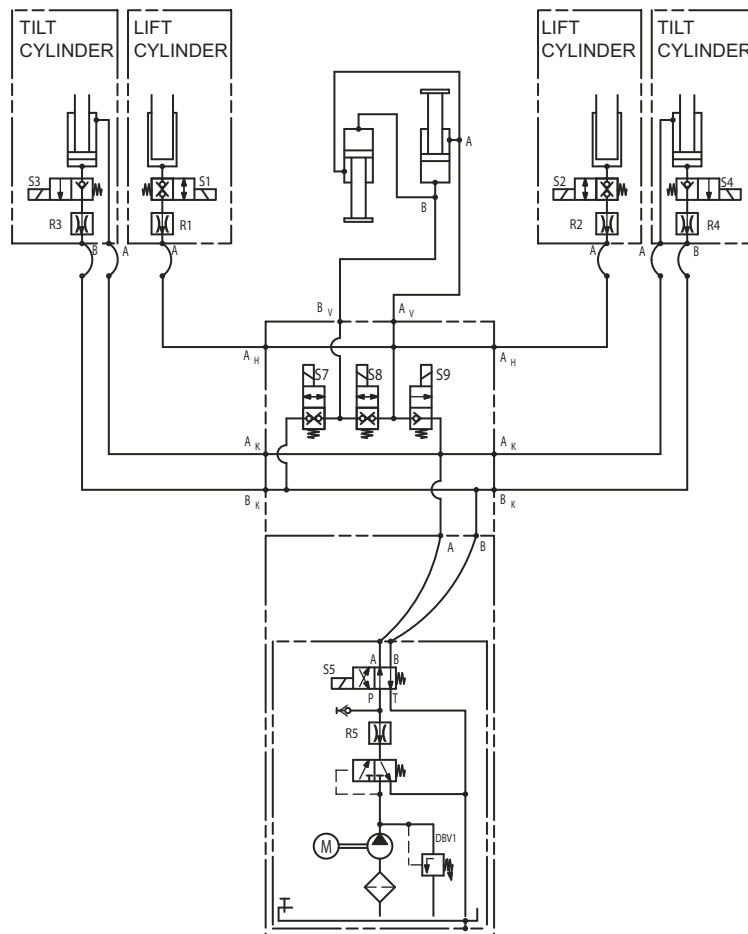 TILT
CYLINDER
LIFT
CYLINDER
LIFT
CYLINDER
TILT
CYLINDER
A
S3
S1
S2
S4
B
R3
R1
R2
R4
B
A
A
A
A
B
B V
A V
A H
A H
S7
S8
S9
A K
A K
B K
B K
A
B
A
B
S5
P
T
R5
DBV1
M